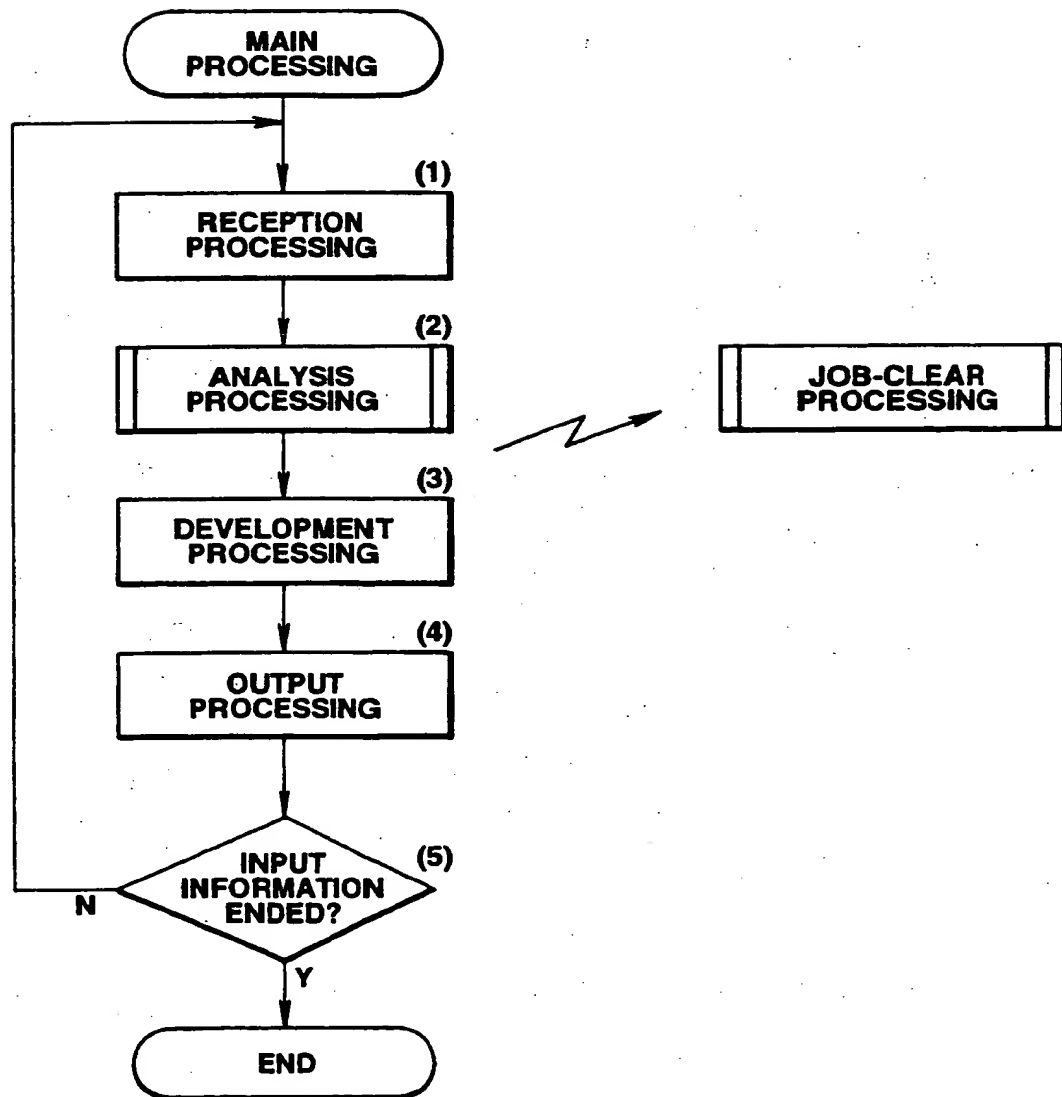 MAIN
PROCESSING
(1)
RECEPTION
PROCESSING
(2)
ANALYSIS
PROCESSING
JOB-CLEAR
PROCESSING
(3)
DEVELOPMENT
PROCESSING
(4)
OUTPUT
PROCESSING
(5)
INPUT
INFORMATION
ENDED?
N
Y
END